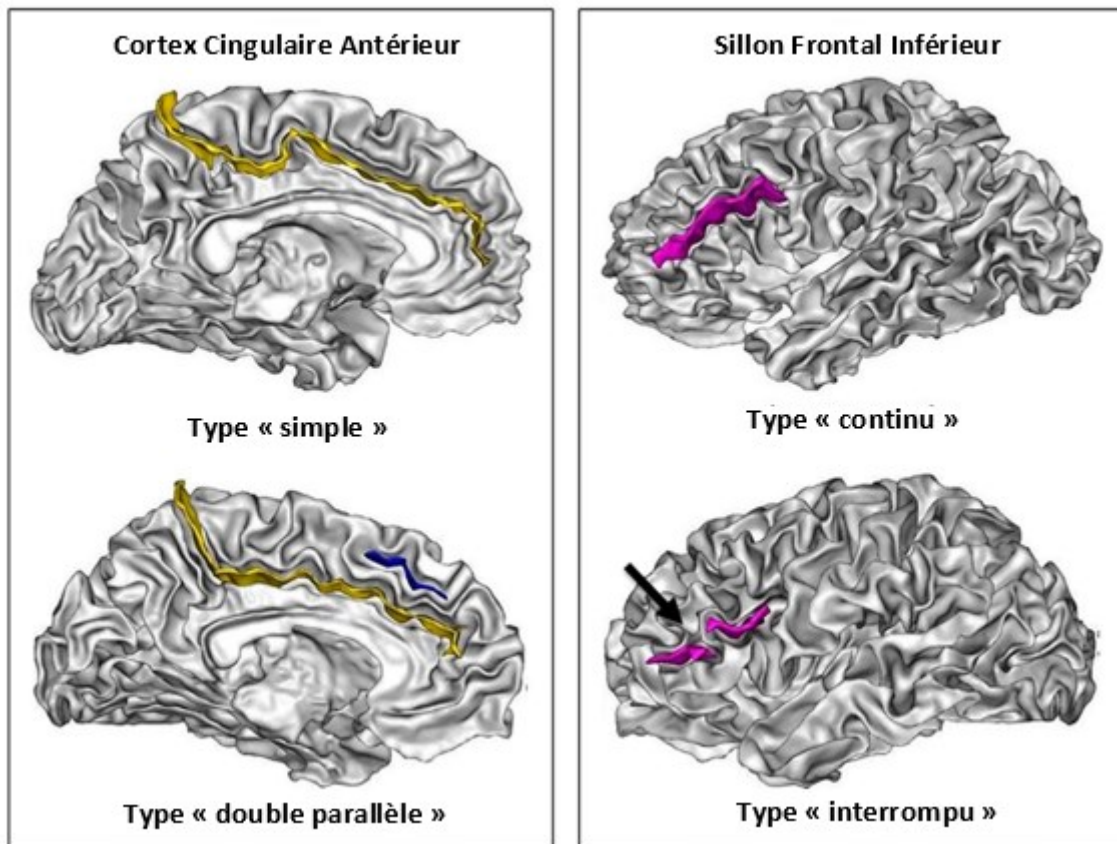 Cortex Cingulaire Antérieur
Type « simple »
Type « double parallèle »
Sillon Frontal Inférieur
Type « continu »
Type « interrompu »